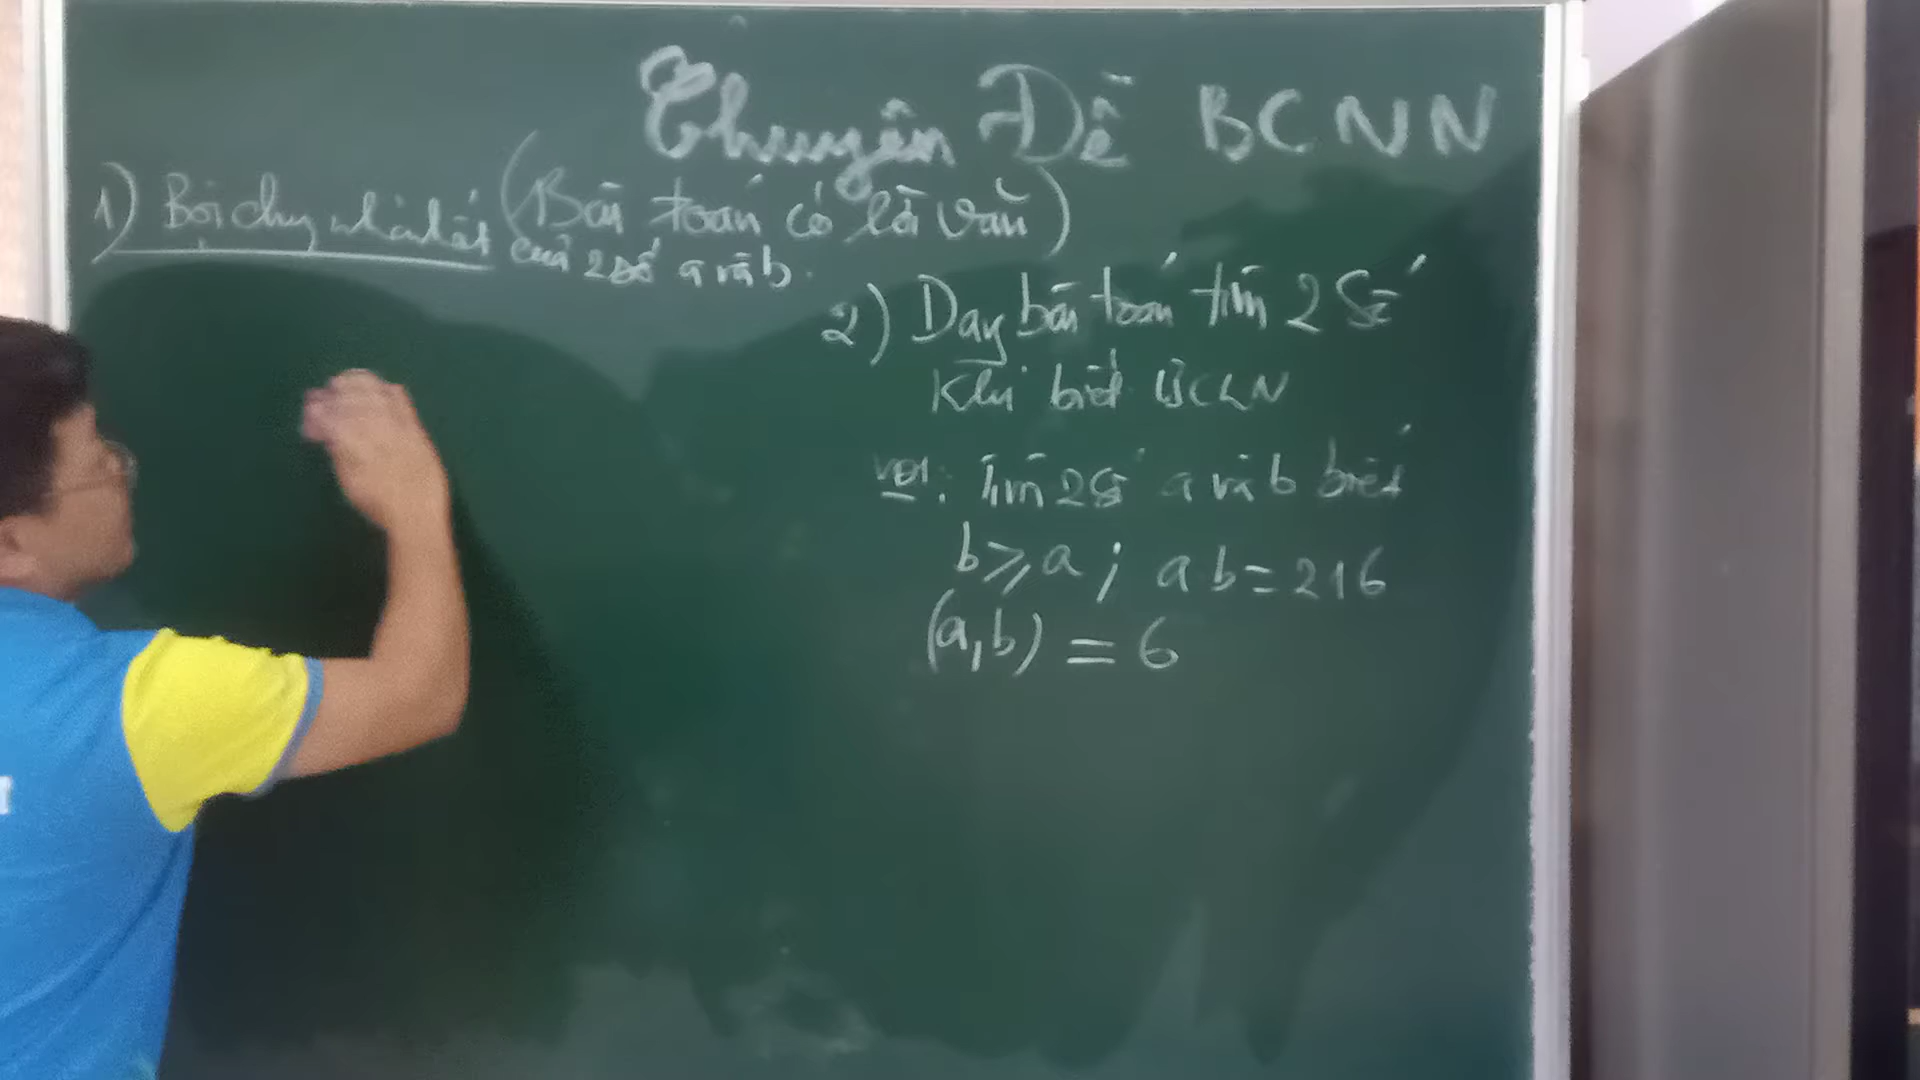 Chuyên Đề BCNN
1) Bội chung nhỏ nhất (Bài toán có lời văn)
của 2 số a và b.
2) Dạy bài toán tìm 2 số
Khi biết ƯCLN
VD1: Tìm 2 số a và b biết
b ⩾ a ; a b = 216
(a,b) = 6